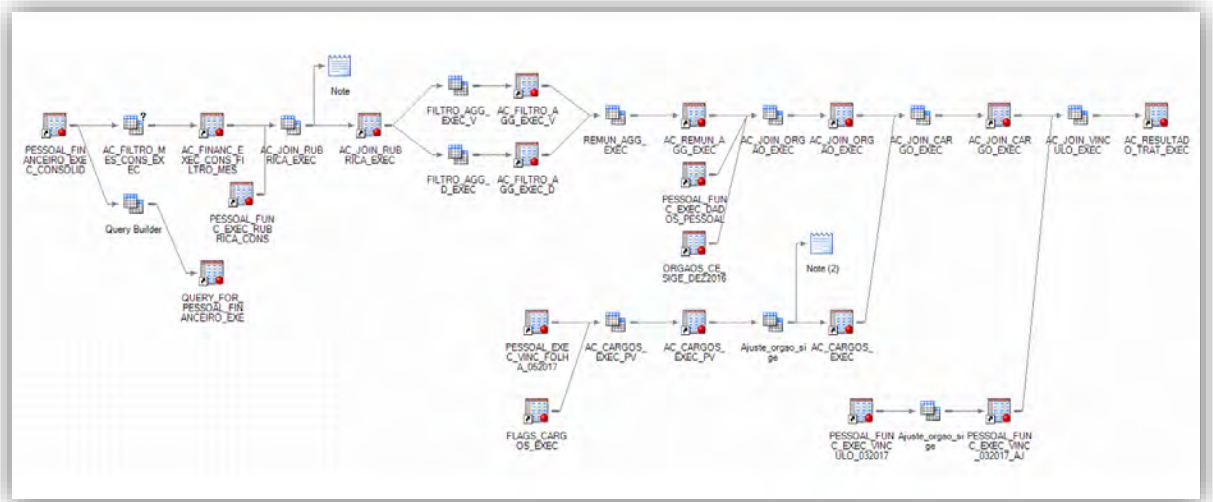 PESSOAL_FIN
ANCEIRO_EXE
C_CONSOLID
AC_FILTRO_M
ES_CONS_EX
EC
AC_FINANC_E
XEC_CONS_FI
LTRO_MES
AC_JOIN_RUB
RICA_EXEC
Note
AC_JOIN_RUB
RICA_EXEC
FILTRO_AGG_
EXEC_V
AC_FILTRO_A
GG_EXEC_V
FILTRO_AGG_
D_EXEC
AC_FILTRO_A
GG_EXEC_D
REMUN_AGG_
EXEC
AC_REMUN_A
GG_EXEC
AC_JOIN_ORG
AO_EXEC
AC_JOIN_ORG
AO_EXEC
AC_JOIN_CAR
GO_EXEC
AC_JOIN_CAR
GO_EXEC
AC_JOIN_VINC
ULO_EXEC
AC_RESULTAD
O_TRAT_EXEC
PESSOAL_FUN
C_EXEC_RUB
RICA_CONS
Query Builder
QUERY_FOR_
PESSOAL_FIN
ANCEIRO_EXE
PESSOAL_FUN
C_EXEC_DAD
OS_PESSOAL
ORGAOS_CE
SIGE_DEZ2016
Note (2)
PESSOAL_EXE
C_VINC_FOLH
A_052017
AC_CARGOS_
EXEC_PV
AC_CARGOS_
EXEC_PV
Ajuste_orgao_si
ge
AC_CARGOS_
EXEC
FLAGS_CARG
OS_EXEC
PESSOAL_FUN
C_EXEC_VINC
ULO_032017
Ajuste_orgao_si
ge
PESSOAL_FUN
C_EXEC_VINC
_032017_AJ